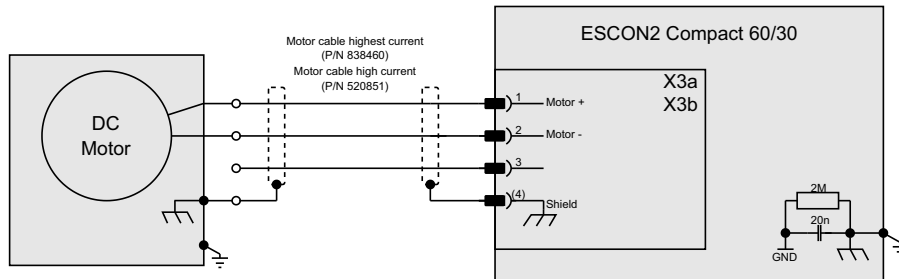 ESCON2 Compact 60/30
Motor cable highest current
(P/N 838460)
Motor cable high current
(P/N 520851)
X3a
X3b
DC
Motor
1
Motor +
2
Motor -
3
(4)
Shield
2M
20n
GND